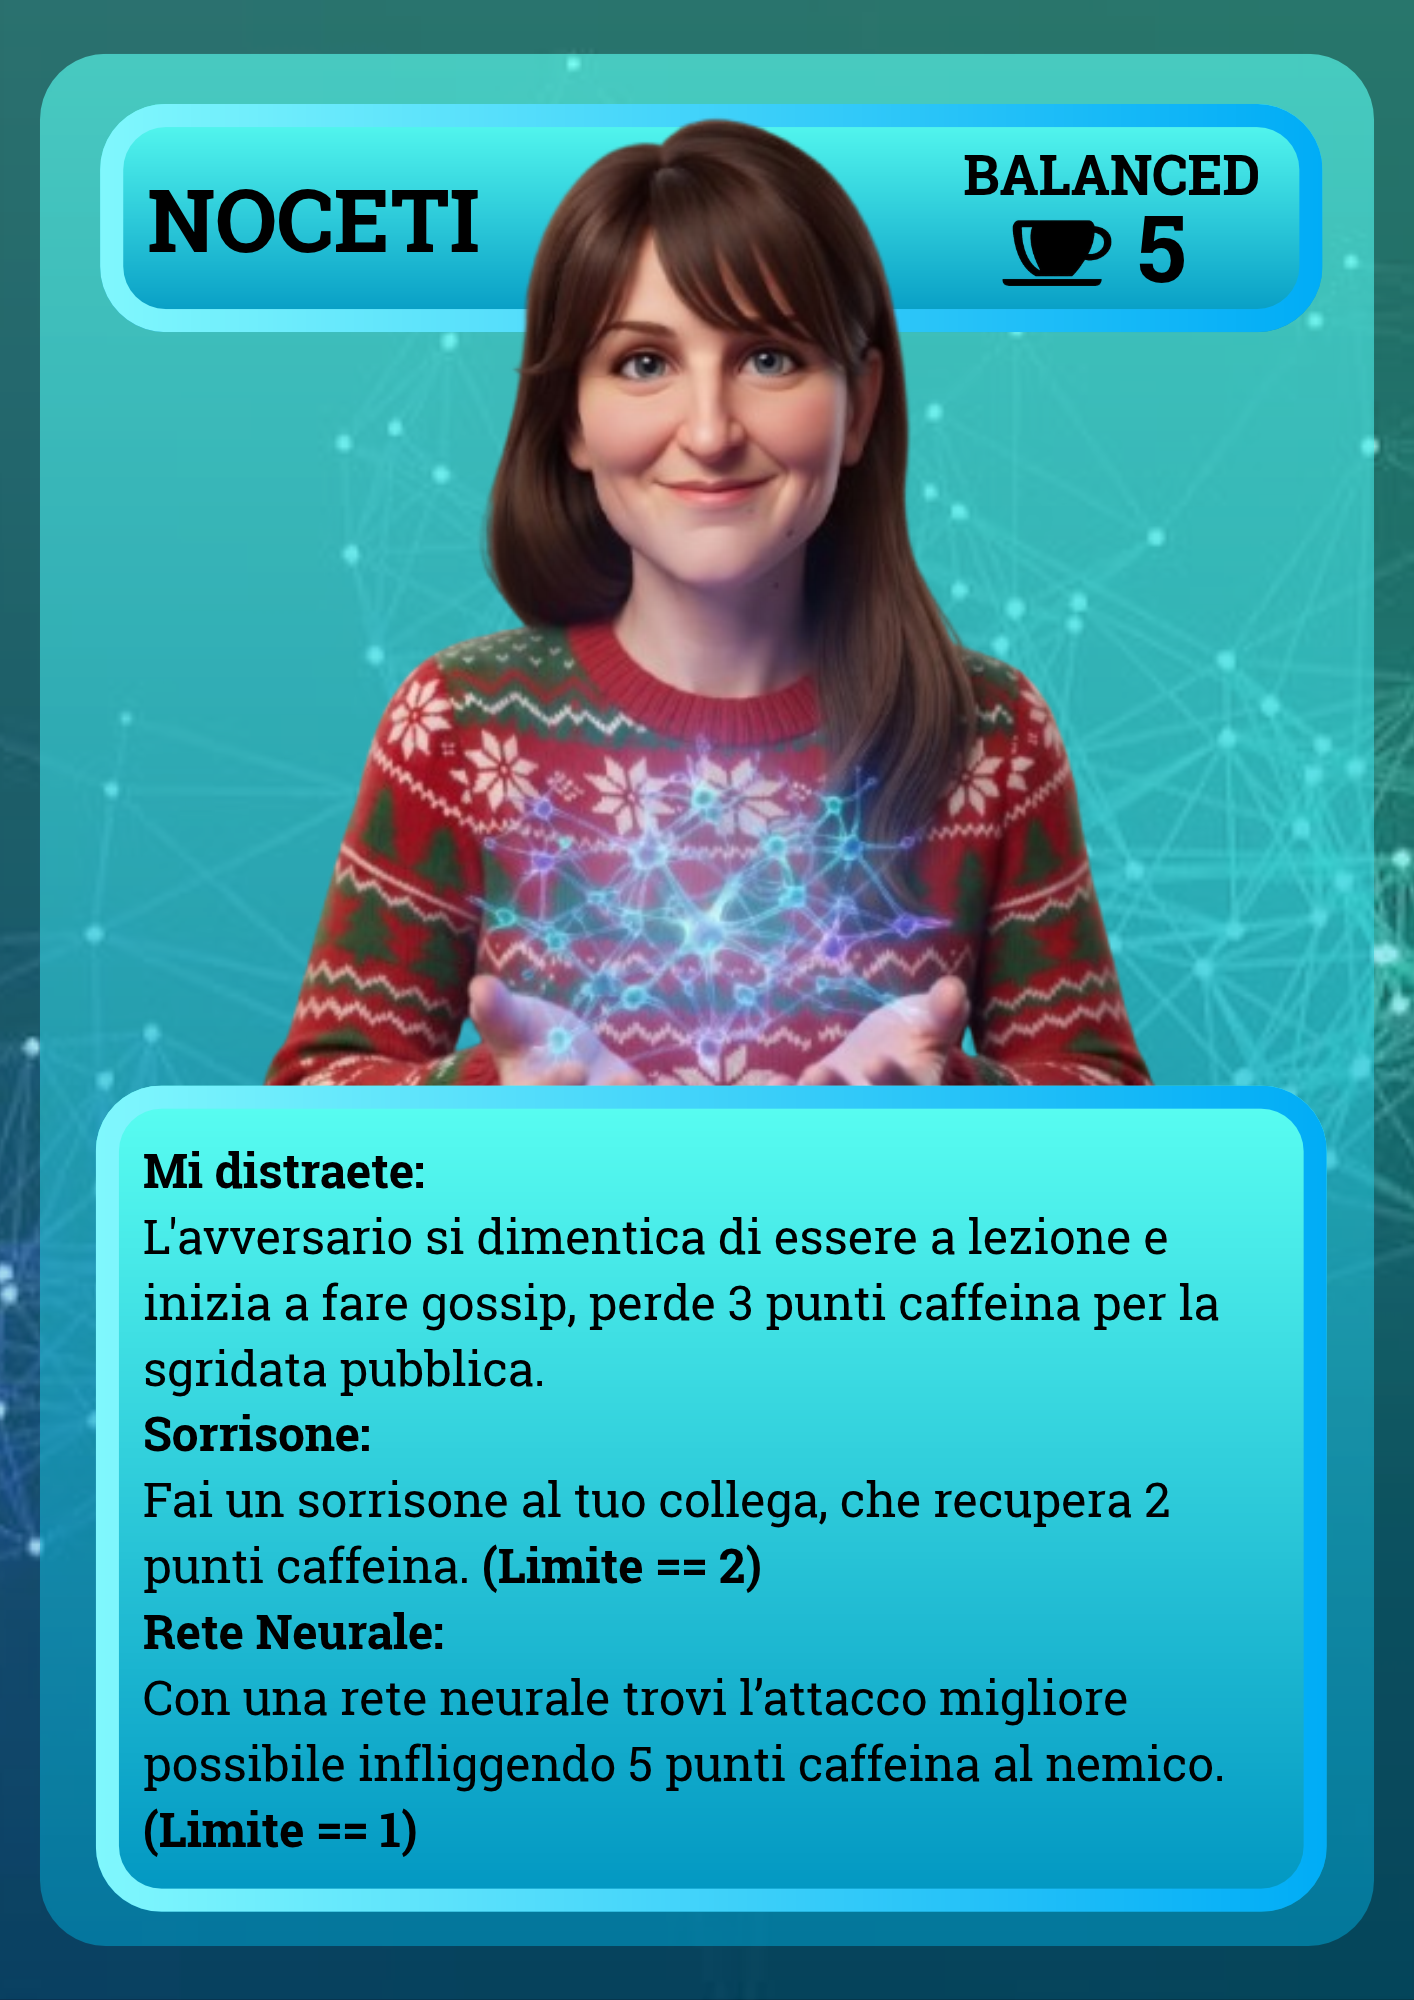 NOCETI
BALANCED
5
Mi distraete:
L'avversario si dimentica di essere a lezione e
inizia a fare gossip, perde 3 punti caffeina per la
sgridata pubblica.
Sorrisone:
Fai un sorrisone al tuo collega, che recupera 2
punti caffeina. (Limite == 2)
Rete Neurale:
Con una rete neurale trovi l’attacco migliore
possibile infliggendo 5 punti caffeina al nemico.
(Limite == 1)